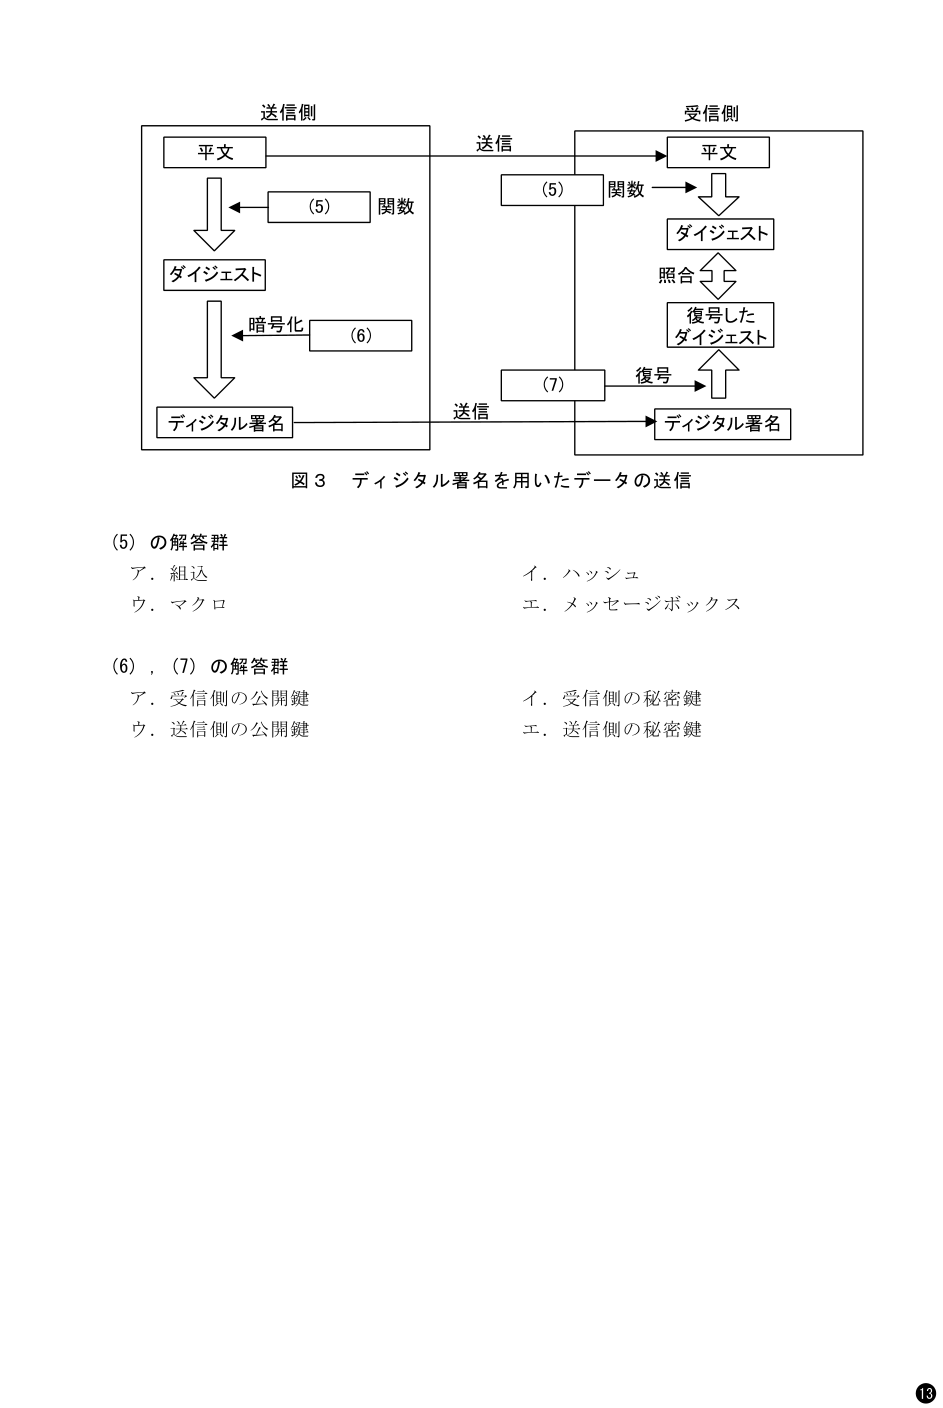 送信側
受信側
平文
送信
平文
(5) 関数
(5) 関数
ダイジェスト
ダイジェスト
照合
暗号化
(6)
復号した
ダイジェスト
(7)
復号
ディジタル署名
送信
ディジタル署名
図３　ディジタル署名を用いたデータの送信
(5) の解答群
ア．組込
イ．ハッシュ
ウ．マクロ
エ．メッセージボックス
(6) , (7) の解答群
ア．受信側の公開鍵
イ．受信側の秘密鍵
ウ．送信側の公開鍵
エ．送信側の秘密鍵
13